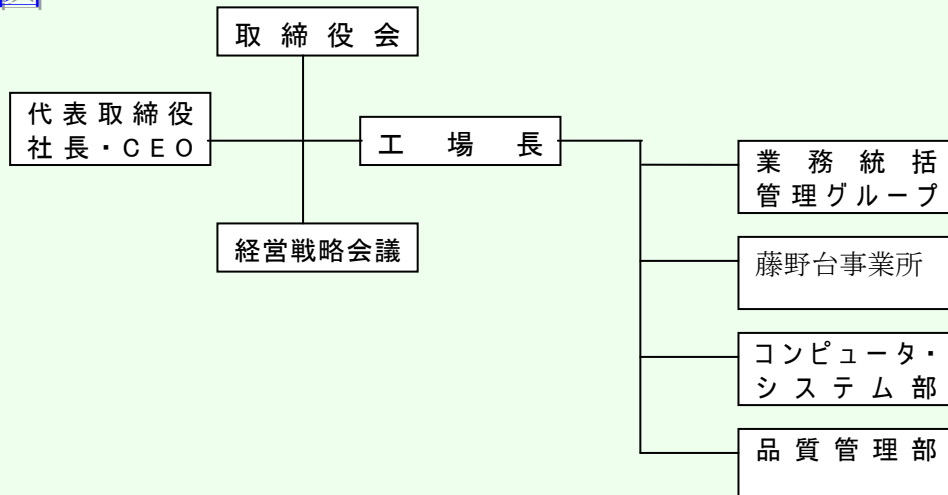 取締役会
代表取締役
社長・CEO
工場長
経営戦略会議
業務統括
管理グループ
藤野台事業所
コンピュータ・
システム部
品質管理部